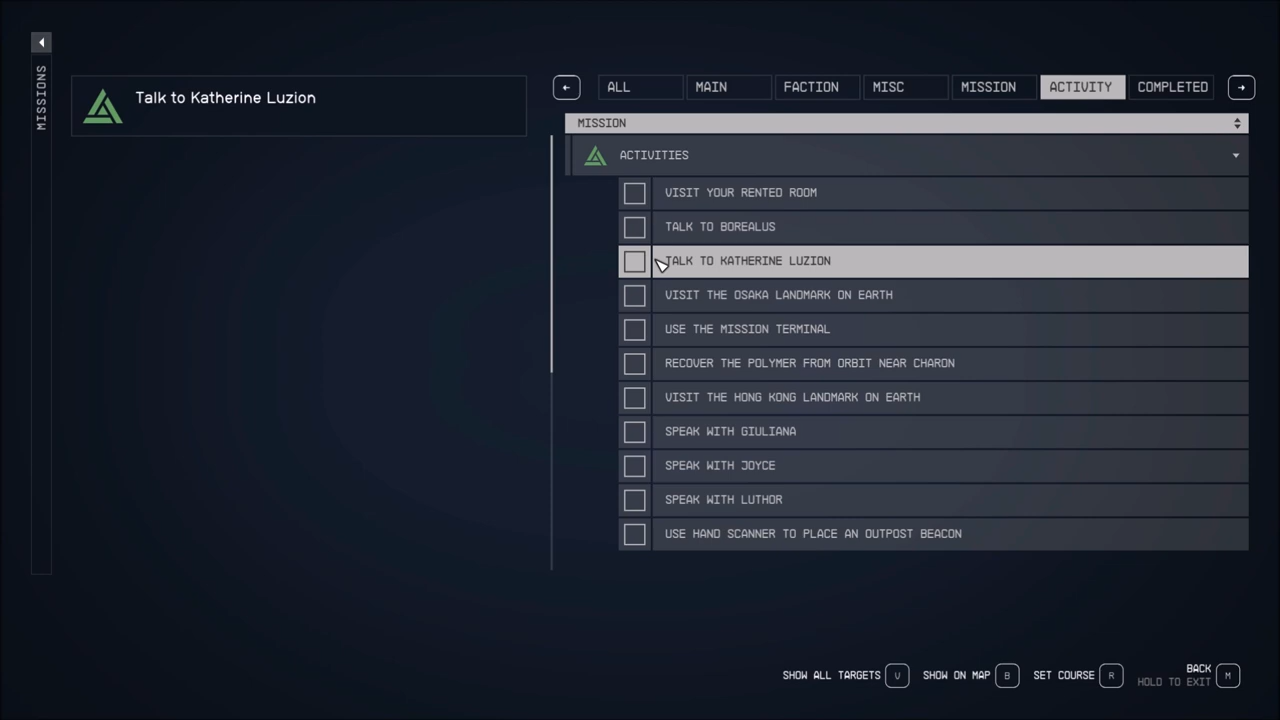 MISSIONS
Talk to Katherine Luzion
ALL MAIN FACTION MISC MISSION ACTIVITY COMPLETED
MISSION
ACTIVITIES
VISIT YOUR RENTED ROOM
TALK TO BOREALUS
TALK TO KATHERINE LUZION
VISIT THE OSAKA LANDMARK ON EARTH
USE THE MISSION TERMINAL
RECOVER THE POLYMER FROM ORBIT NEAR CHARON
VISIT THE HONG KONG LANDMARK ON EARTH
SPEAK WITH GIULIANA
SPEAK WITH JOYCE
SPEAK WITH LUTHOR
USE HAND SCANNER TO PLACE AN OUTPOST BEACON
SHOW ALL TARGETS V SHOW ON MAP B SET COURSE R BACK M
HOLD TO EXIT